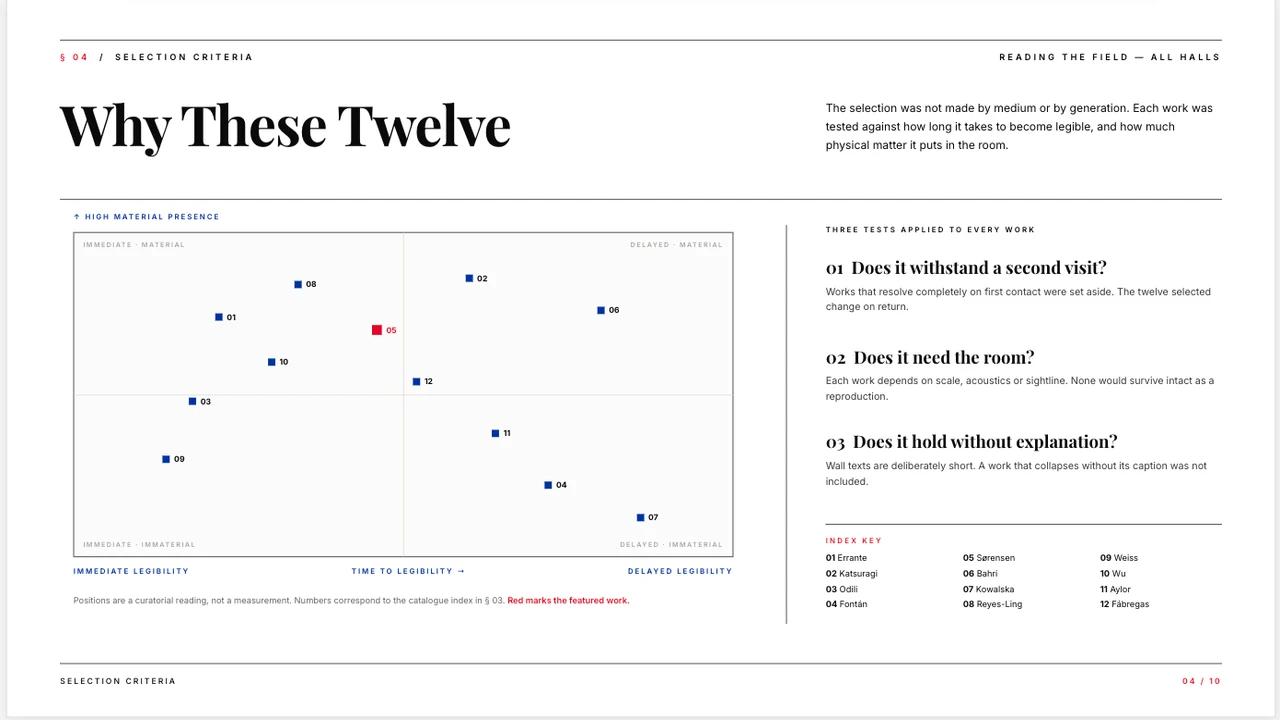 § 04 / SELECTION CRITERIA
READING THE FIELD — ALL HALLS
Why These Twelve
The selection was not made by medium or by generation. Each work was
tested against how long it takes to become legible, and how much
physical matter it puts in the room.
↑ HIGH MATERIAL PRESENCE
IMMEDIATE · MATERIAL
DELAYED · MATERIAL
02
08
06
01
05
10
12
03
11
09
04
07
IMMEDIATE · IMMATERIAL
DELAYED · IMMATERIAL
IMMEDIATE LEGIBILITY
TIME TO LEGIBILITY →
DELAYED LEGIBILITY
Positions are a curatorial reading, not a measurement. Numbers correspond to the catalogue index in § 03. Red marks the featured work.
THREE TESTS APPLIED TO EVERY WORK
01 Does it withstand a second visit?
Works that resolve completely on first contact were set aside. The twelve selected
change on return.
02 Does it need the room?
Each work depends on scale, acoustics or sightline. None would survive intact as a
reproduction.
03 Does it hold without explanation?
Wall texts are deliberately short. A work that collapses without its caption was not
included.
INDEX KEY
01 Errante
02 Katsuragi
03 Odili
04 Fontán
05 Sørensen
06 Bahri
07 Kowalska
08 Reyes-Ling
09 Weiss
10 Wu
11 Aylor
12 Fábregas
SELECTION CRITERIA
04 / 10